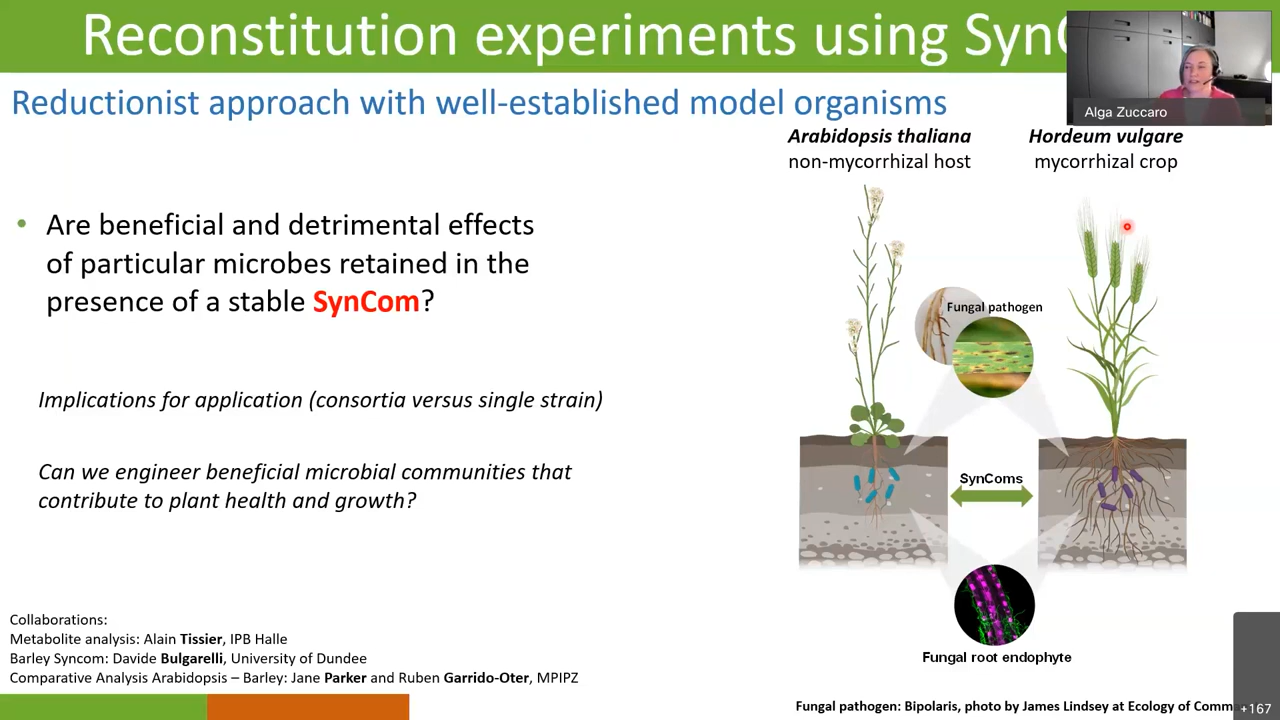 Reconstitution experiments using SynC
Alga Zuccaro
Reductionist approach with well-established model organisms
Arabidopsis thaliana
non-mycorrhizal host
Hordeum vulgare
mycorrhizal crop
• Are beneficial and detrimental effects
of particular microbes retained in the
presence of a stable SynCom?
Implications for application (consortia versus single strain)
Can we engineer beneficial microbial communities that
contribute to plant health and growth?
Fungal pathogen
SynComs
Fungal root endophyte
Collaborations:
Metabolite analysis: Alain Tissier, IPB Halle
Barley Syncom: Davide Bulgarelli, University of Dundee
Comparative Analysis Arabidopsis – Barley: Jane Parker and Ruben Garrido-Oter, MPIPZ
Fungal pathogen: Bipolaris, photo by James Lindsey at Ecology of Comm
+167